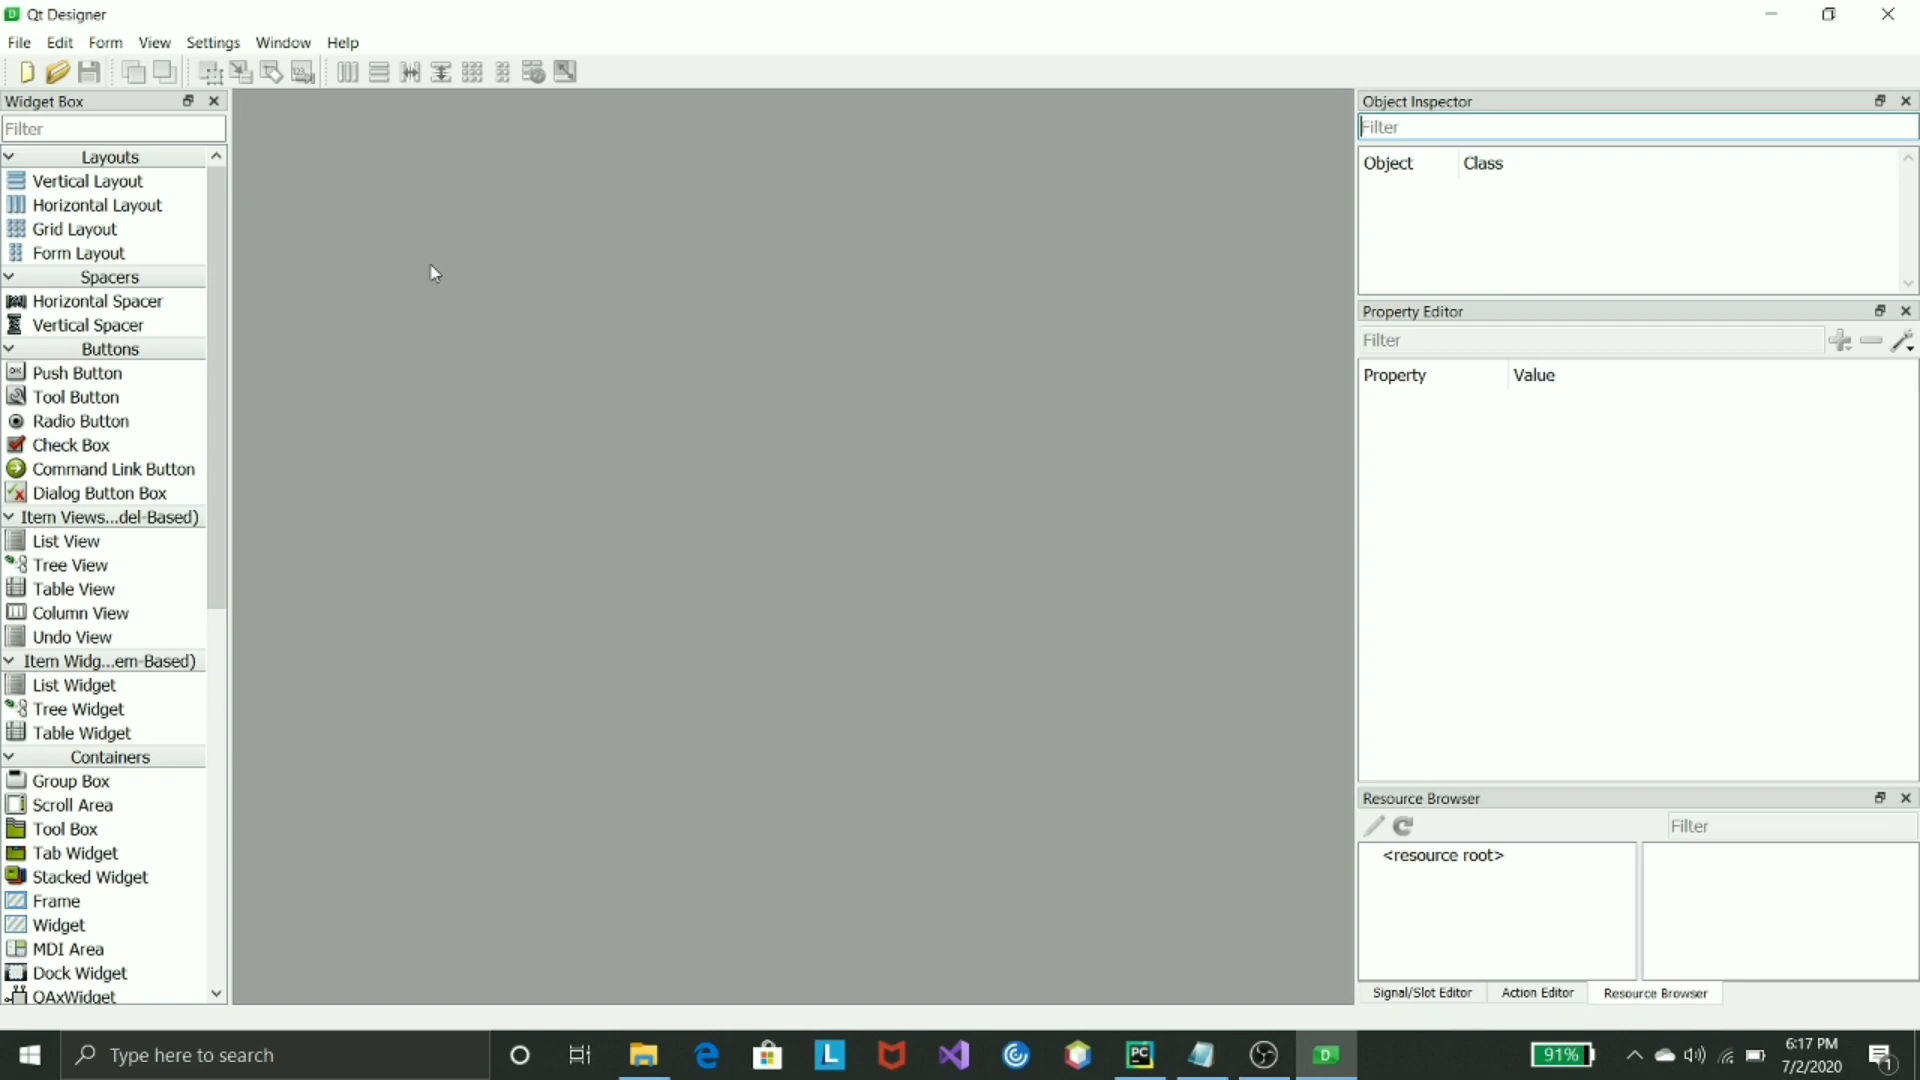 Qt Designer
File Edit Form View Settings Window Help
Widget Box
Filter
Layouts
Vertical Layout
Horizontal Layout
Grid Layout
Form Layout
Spacers
Horizontal Spacer
Vertical Spacer
Buttons
Push Button
Tool Button
Radio Button
Check Box
Command Link Button
Dialog Button Box
Item Views...del-Based)
List View
Tree View
Table View
Column View
Undo View
Item Widg...em-Based)
List Widget
Tree Widget
Table Widget
Containers
Group Box
Scroll Area
Tool Box
Tab Widget
Stacked Widget
Frame
Widget
MDI Area
Dock Widget
QAxWidget
Object Inspector
Filter
Object Class
Property Editor
Filter
Property Value
Resource Browser
Filter
<resource root>
Signal/Slot Editor Action Editor Resource Browser
Type here to search
L
PC
D
91%
6:17 PM
7/2/2020
1